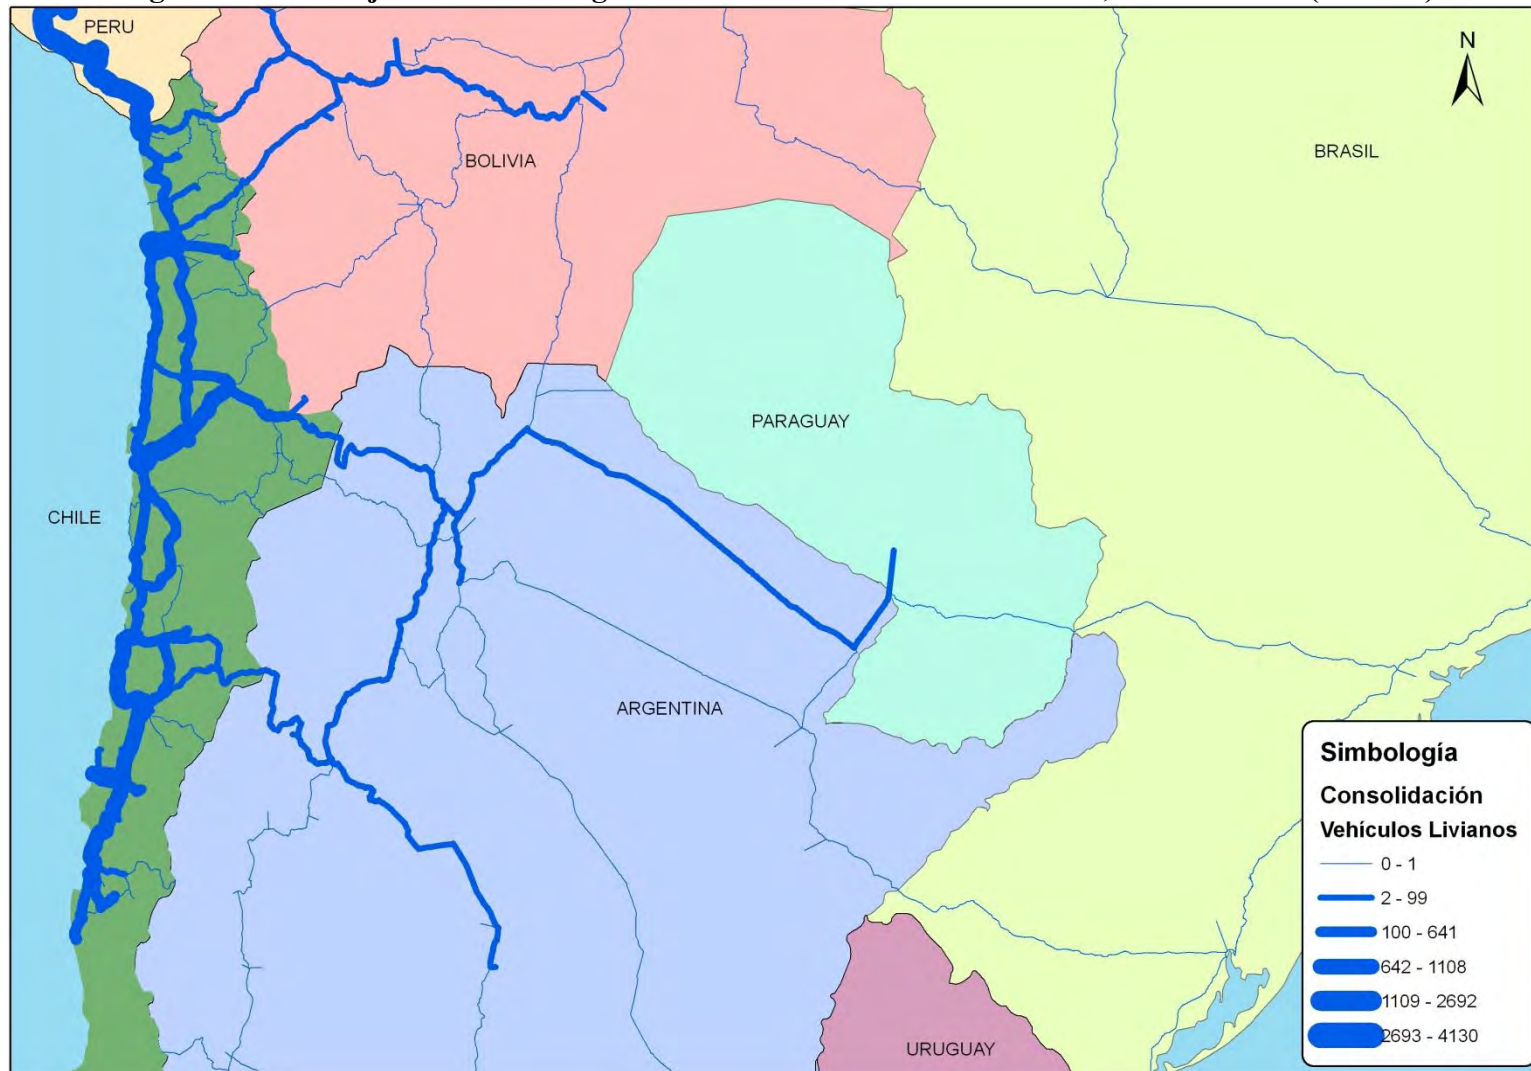 PERU
N
BRASIL
BOLIVIA
PARAGUAY
CHILE
ARGENTINA
URUGUAY
Simbología
Consolidación
Vehículos Livianos
0 - 1
2 - 99
100 - 641
642 - 1108
1109 - 2692
2693 - 4130